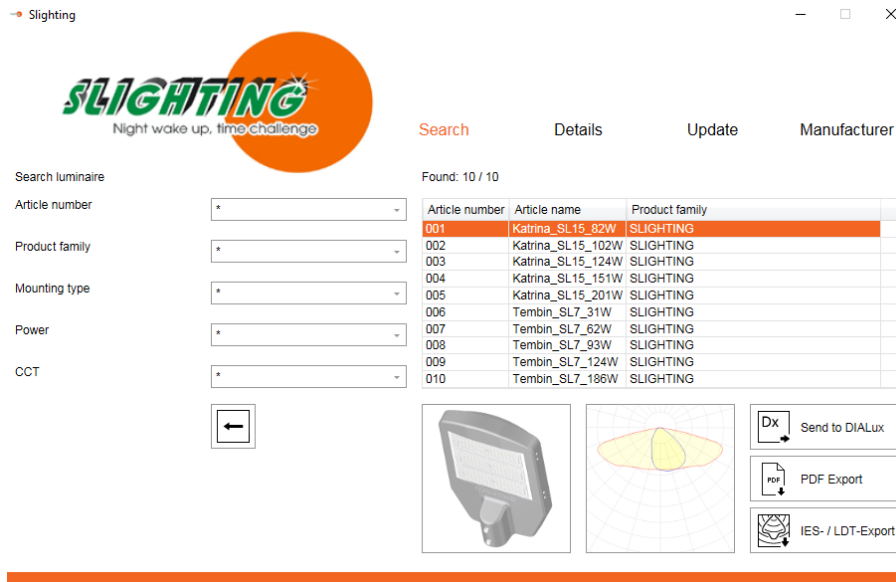 Slighting
SLIGHTING
Night wake up, time challenge
Search Details Update Manufacturer
Search luminaire
Found: 10 / 10
Article number *
Product family *
Mounting type *
Power *
CCT *
Article number Article name Product family
001 Katrina_SL15_82W SLIGHTING
002 Katrina_SL15_102W SLIGHTING
003 Katrina_SL15_124W SLIGHTING
004 Katrina_SL15_151W SLIGHTING
005 Katrina_SL15_201W SLIGHTING
006 Tembin_SL7_31W SLIGHTING
007 Tembin_SL7_62W SLIGHTING
008 Tembin_SL7_93W SLIGHTING
009 Tembin_SL7_124W SLIGHTING
010 Tembin_SL7_186W SLIGHTING
Dx Send to DIALux
PDF PDF Export
IES- / LDT-Export